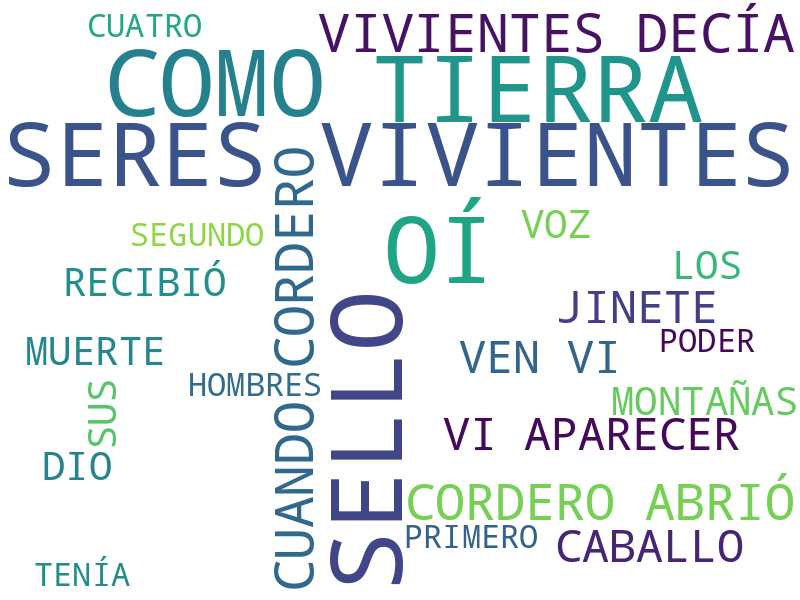 CUATRO
VIVIENTES DECÍA
COMO
TIERRA
SERES VIVIENTES
CUANDO CORDERO
OÍ
VOZ
SEGUNDO
LOS
RECIBIÓ
SELLO
JINETE
PODER
MUERTE
VEN VI
HOMBRES
SUS
MONTAÑAS
VI APARECER
DIO
CORDERO ABRIÓ
PRIMERO
CABALLO
TENÍA